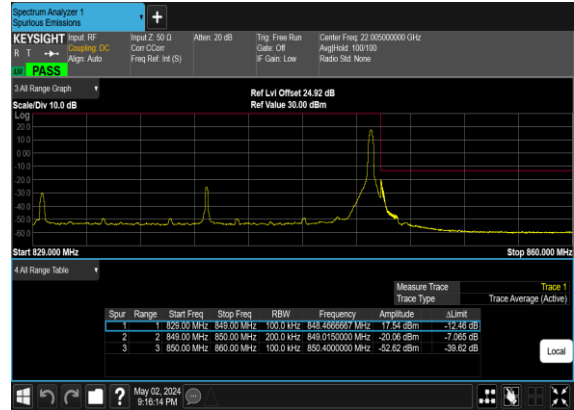 Spectrum Analyzer 1
Spurious Emissions
KEYSIGHT Input: RF Input Z: 50 Ω Atten: 20 dB Trig: Free Run Center Freq: 22.005000000 GHz
R T Coupling: DC Corr CCorr Gate: Off Avg|Hold: 100/100
Align: Auto Freq Ref: Int (S) IF Gain: Low Radio Std: None
LM PASS
3 All Range Graph
Ref Lvl Offset 24.92 dB
Scale/Div 10.0 dB Ref Value 30.00 dBm
Log
20.0
10.0
0.00
-10.0
-20.0
-30.0
-40.0
-50.0
-60.0
Start 829.000 MHz Stop 860.000 MHz
4 All Range Table
Measure Trace Trace 1
Trace Type Trace Average (Active)
Spur Range Start Freq Stop Freq RBW Frequency Amplitude ΔLimit
1 1 829.00 MHz 849.00 MHz 100.0 kHz 848.4666667 MHz 17.54 dBm -12.46 dB
2 2 849.00 MHz 850.00 MHz 200.0 kHz 849.0150000 MHz -20.06 dBm -7.065 dB
3 3 850.00 MHz 860.00 MHz 100.0 kHz 850.4000000 MHz -52.62 dBm -39.62 dB
Local
? May 02, 2024
9:16:14 PM